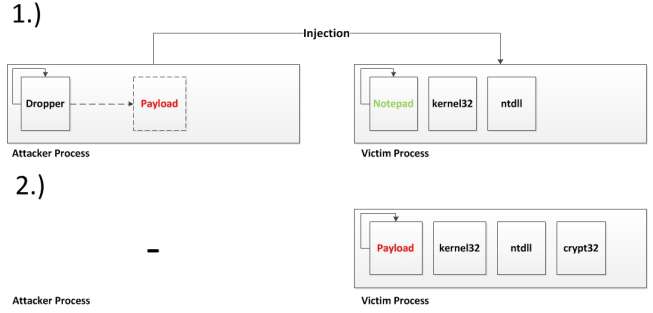 1.)
Injection
Dropper
Payload
Notepad
kernel32
ntdll
Attacker Process
Victim Process
2.)
-
Payload
kernel32
ntdll
crypt32
Attacker Process
Victim Process